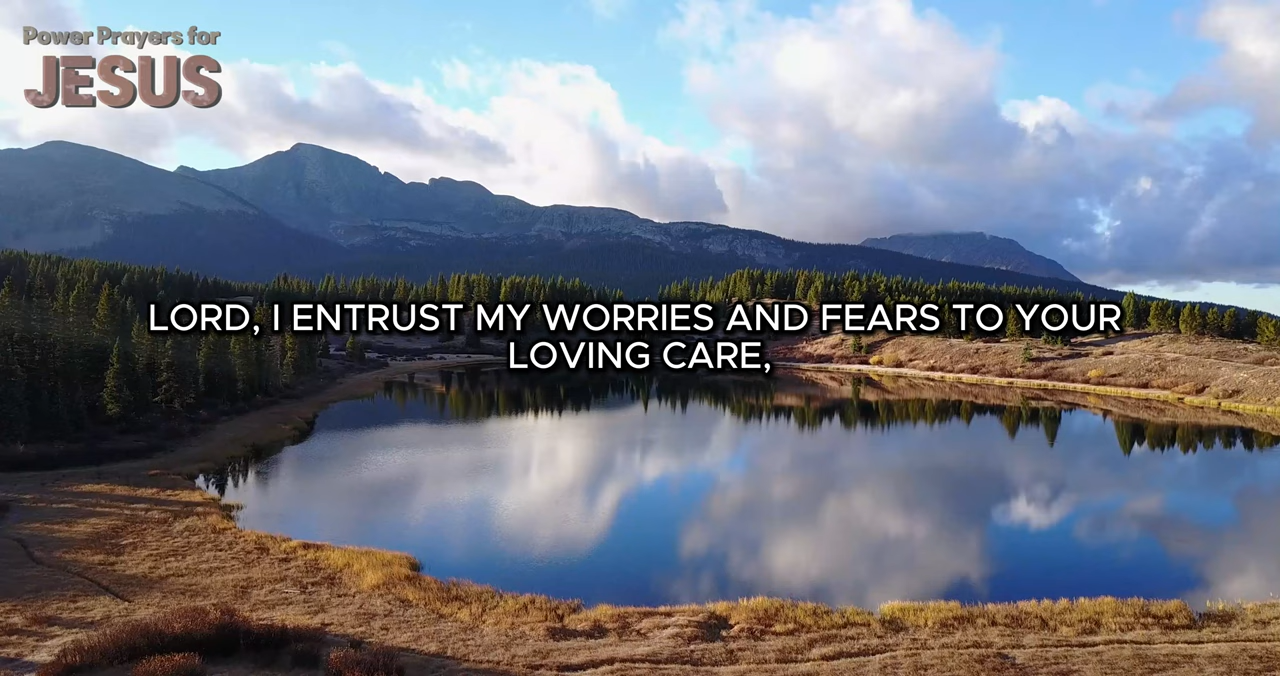 Power Prayers for
JESUS
LORD, I ENTRUST MY WORRIES AND FEARS TO YOUR
LOVING CARE,